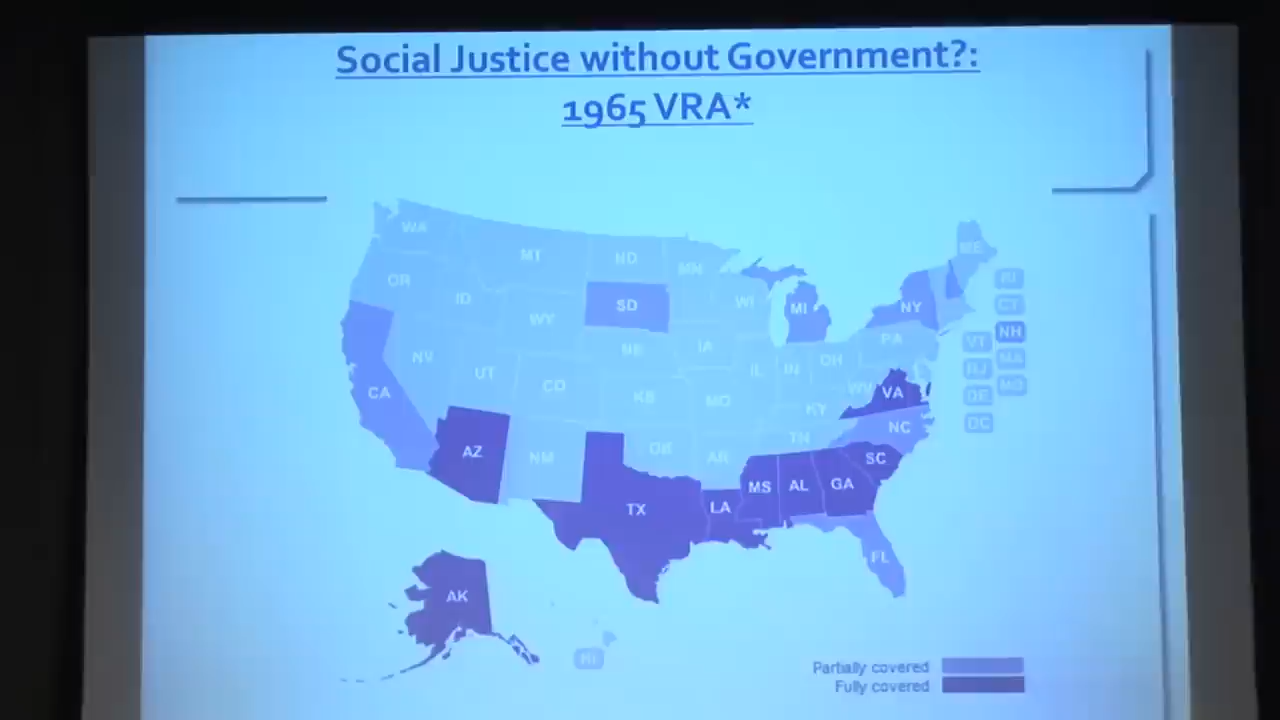 Social Justice without Government?:
1965 VRA*
WA
MT
ND
MN
ME
OR
ID
SD
WI
MI
NY
RI
CT
NH
VT
MA
WY
NE
IA
PA
NV
UT
CO
IL
IN
OH
NJ
MD
CA
KS
MO
WV
VA
DE
KY
NC
DC
AZ
NM
OK
AR
TN
SC
TX
LA
MS
AL
GA
FL
AK
HI
Partially covered
Fully covered